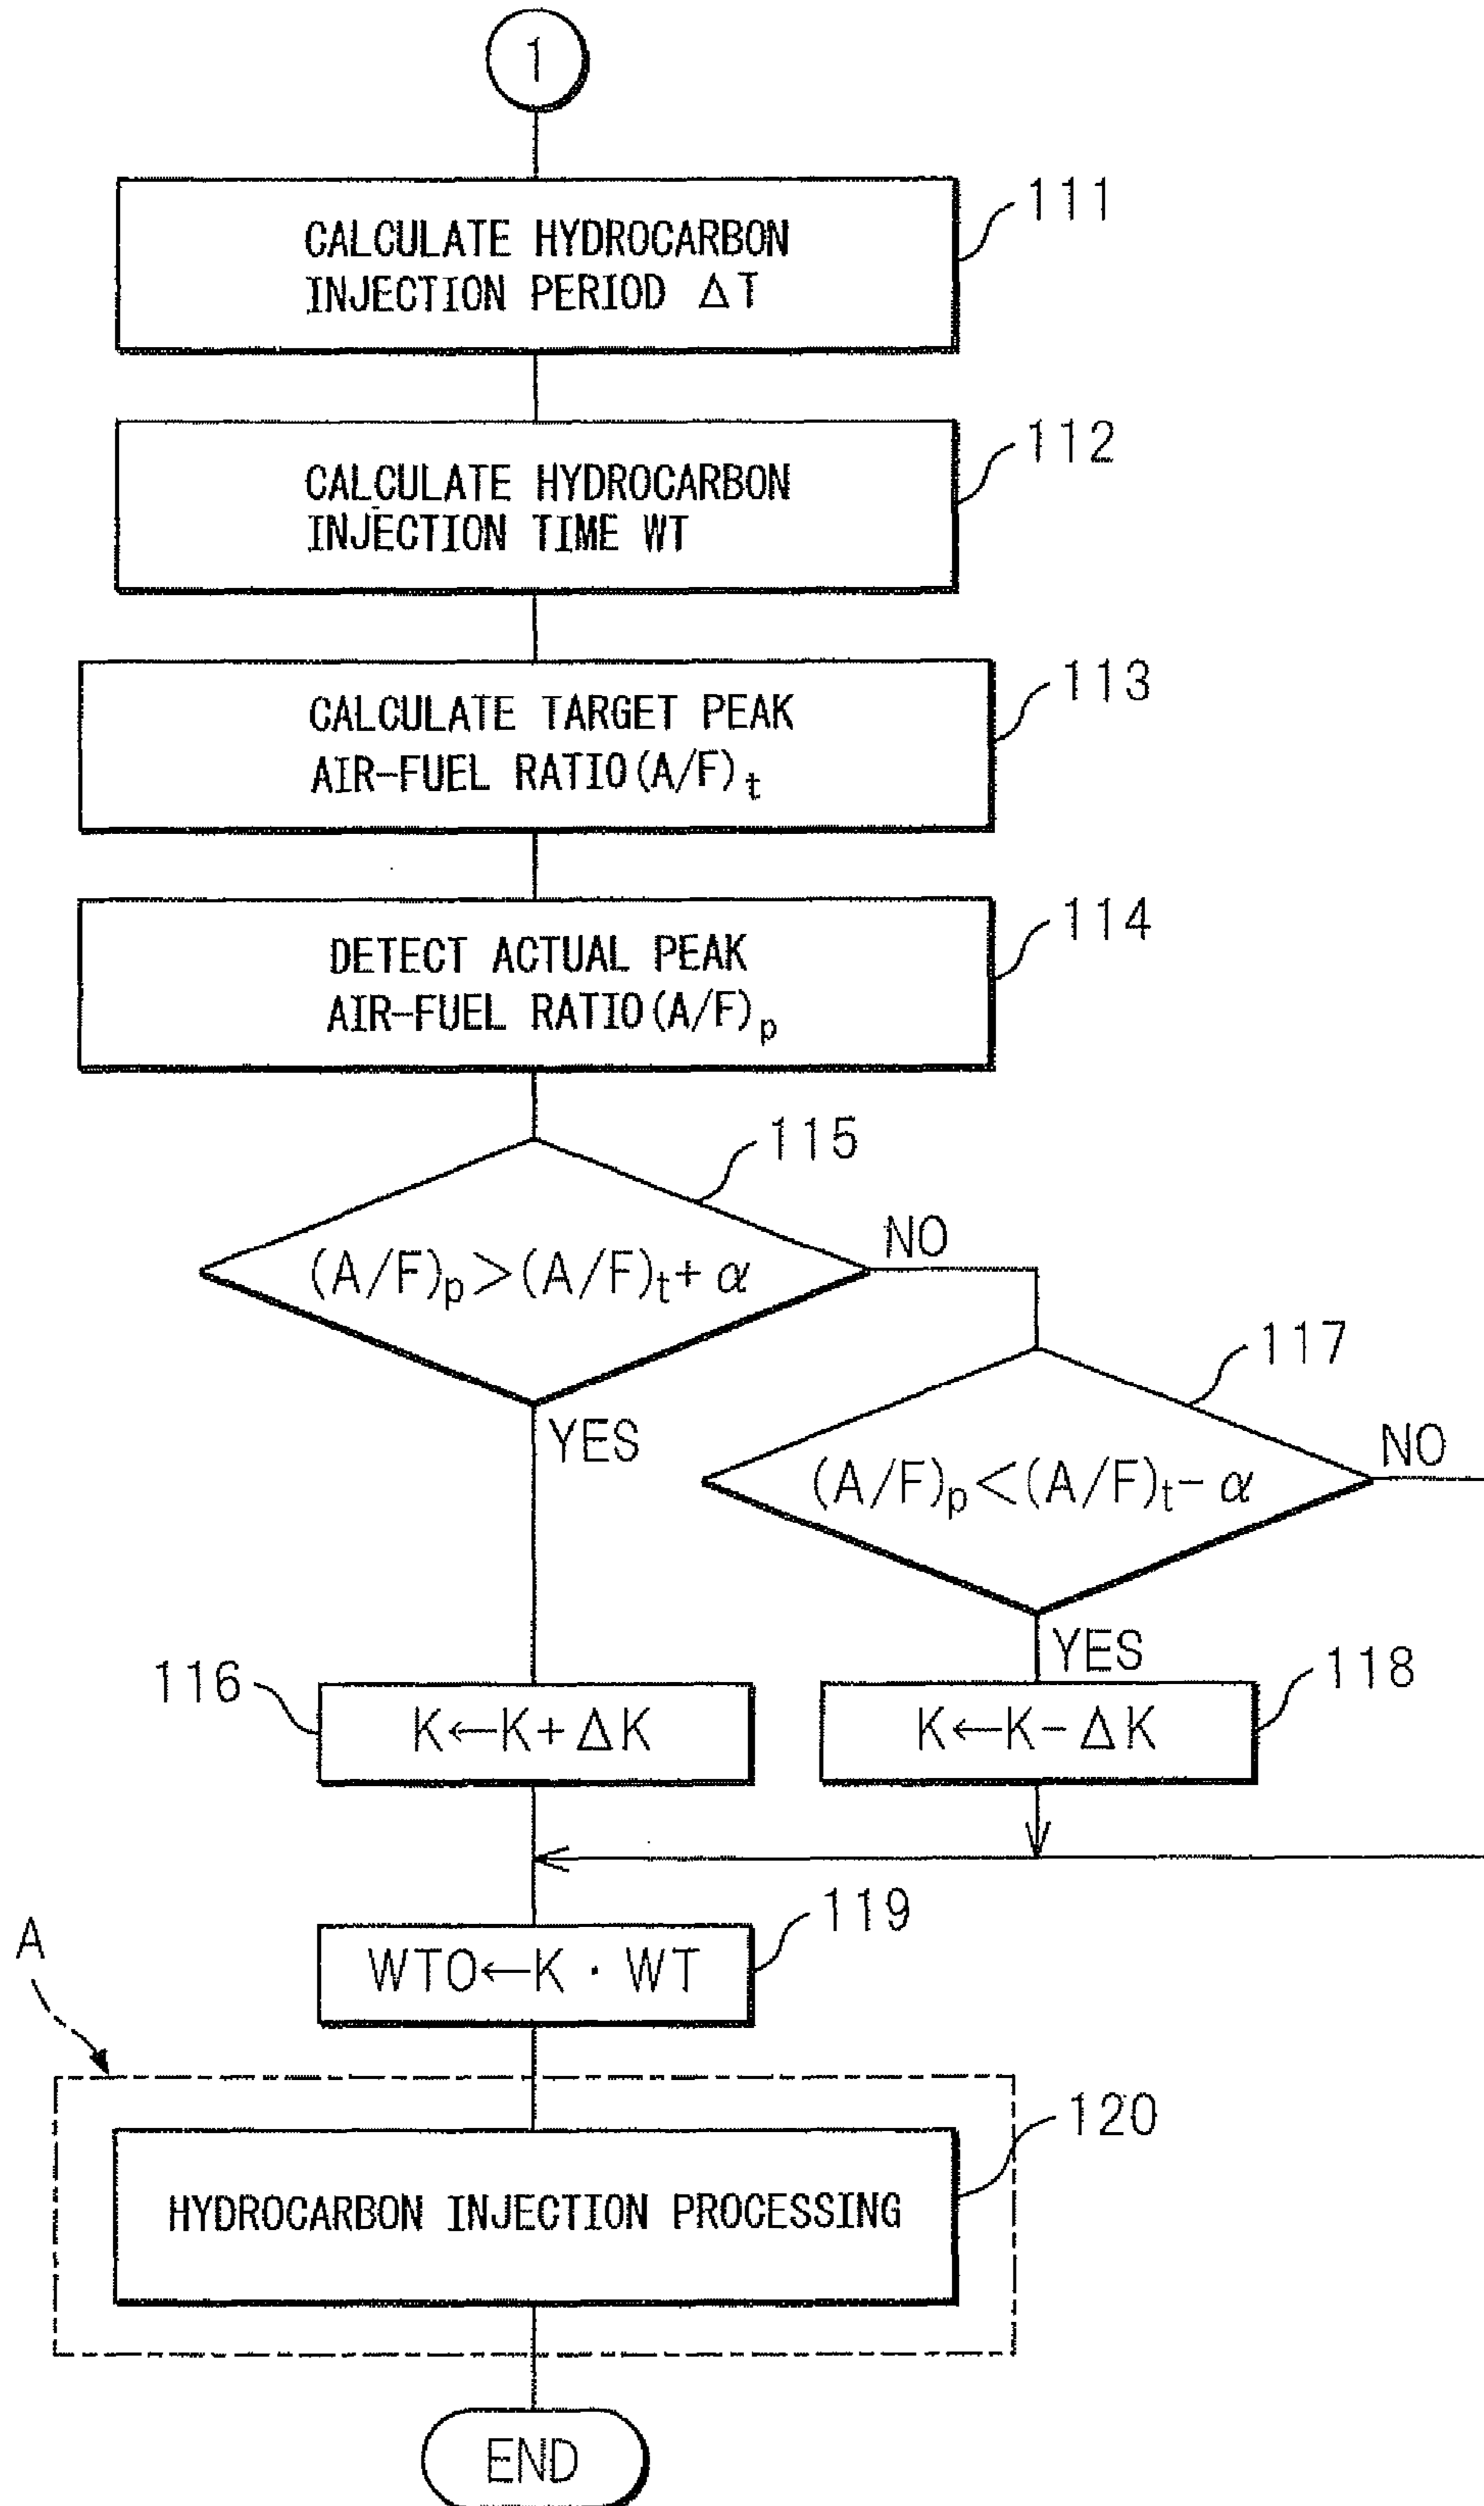 1
CALCULATE HYDROCARBON
INJECTION PERIOD ΔT
111
CALCULATE HYDROCARBON
INJECTION TIME WT
112
CALCULATE TARGET PEAK
AIR-FUEL RATIO(A/F)t
113
DETECT ACTUAL PEAK
AIR-FUEL RATIO(A/F)p
114
115
(A/F)p>(A/F)t+α
NO
YES
117
(A/F)p<(A/F)t-α
NO
YES
116
K←K+ΔK
118
K←K-ΔK
119
WTO←K・WT
A
120
HYDROCARBON INJECTION PROCESSING
END